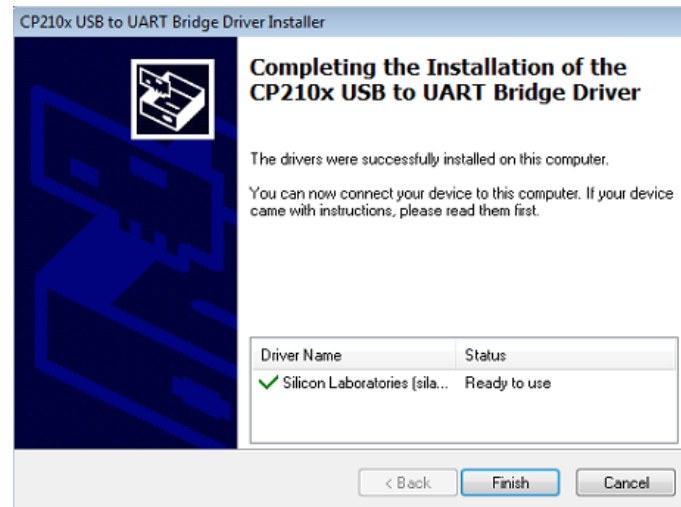 CP210x USB to UART Bridge Driver Installer
Completing the Installation of the
CP210x USB to UART Bridge Driver
The drivers were successfully installed on this computer.
You can now connect your device to this computer. If your device
came with instructions, please read them first.
Driver Name Status
Silicon Laboratories (sila... Ready to use
< Back Finish Cancel